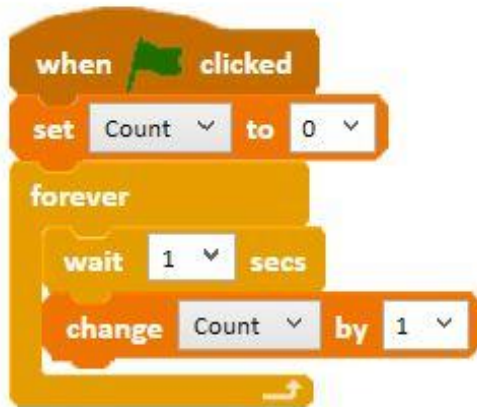 when clicked
set Count to 0
forever
wait 1 secs
change Count by 1